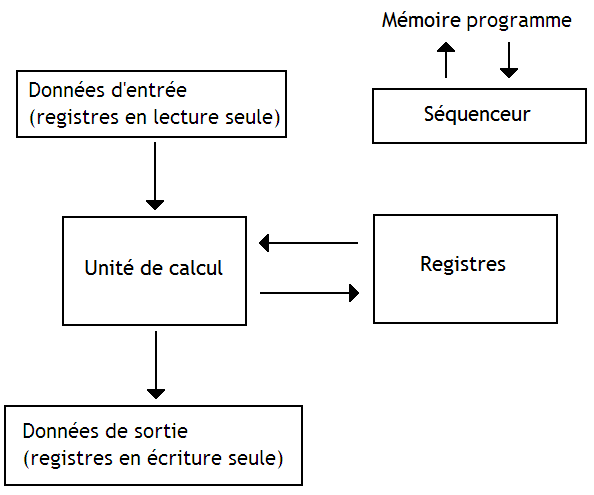 Mémoire programme
Données d'entrée
(registres en lecture seule)
Séquenceur
Unité de calcul
Registres
Données de sortie
(registres en écriture seule)